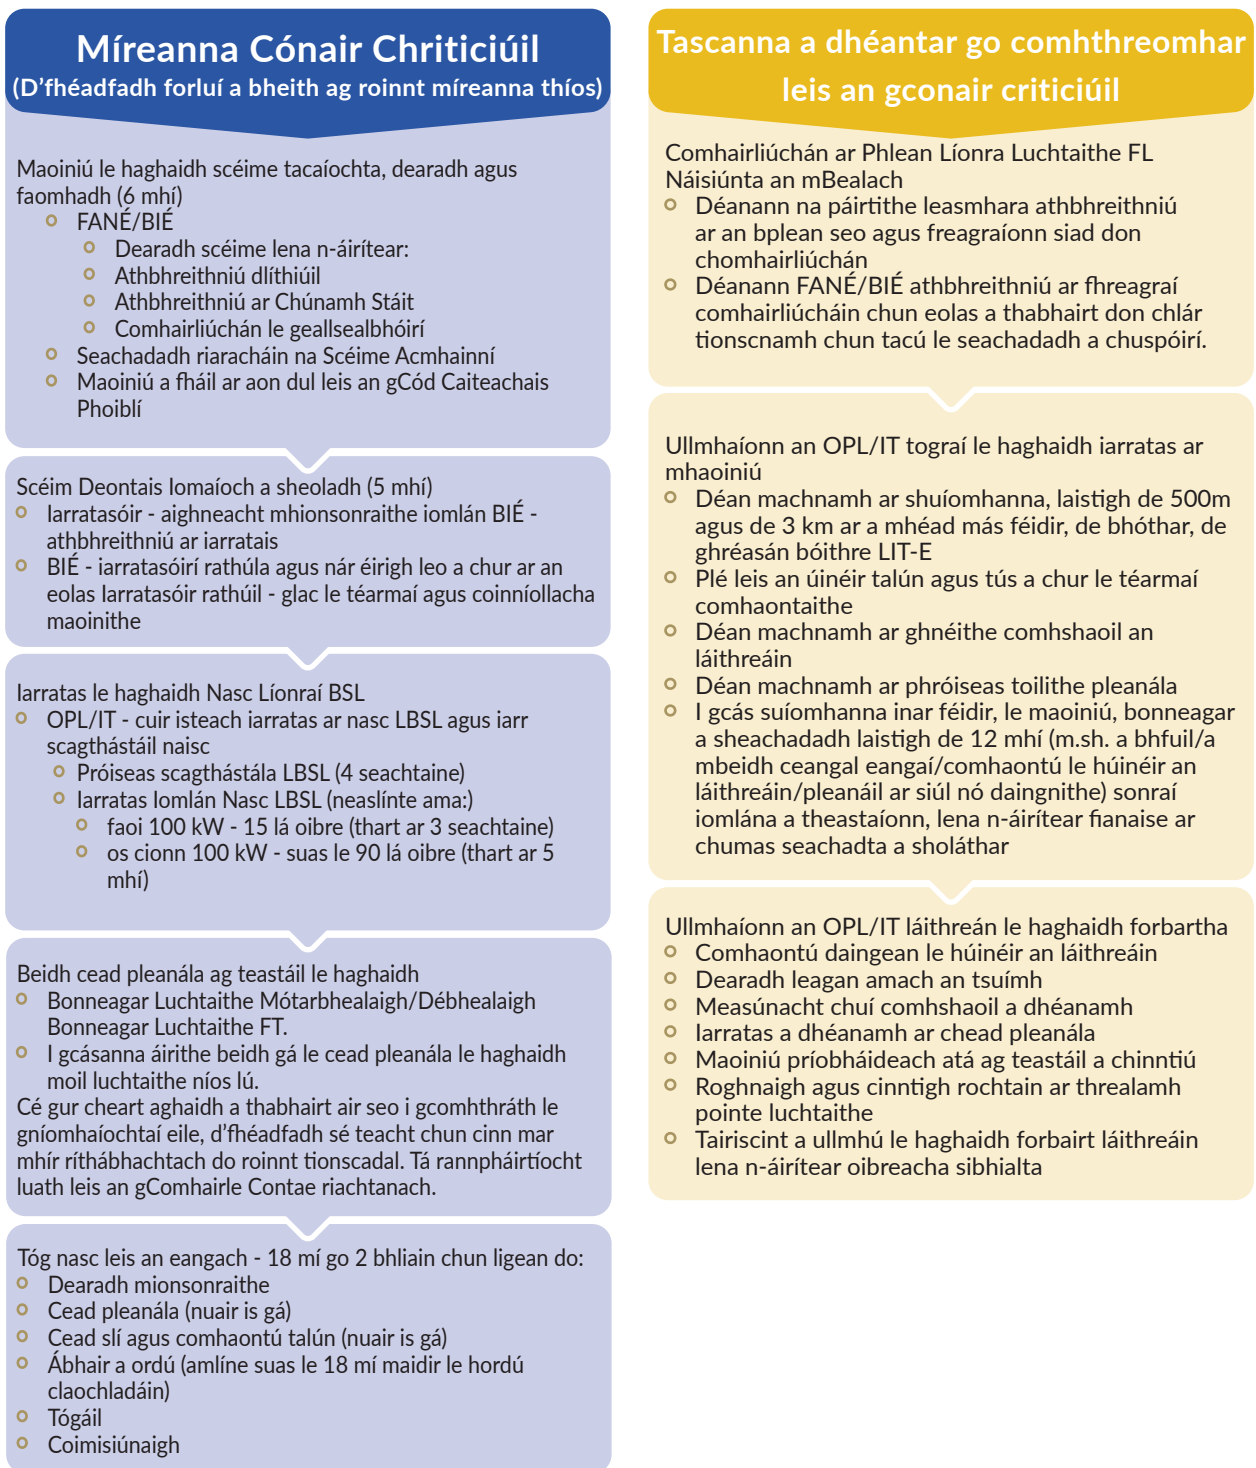 Míreanna Cónair Chriticiúil
(D'fhéadfadh forluí a bheith ag roinnt míreanna thíos)
Maoiniú le haghaidh scéime tacaíochta, dearadh agus
faomhadh (6 mhí)
FANÉ/BIÉ
Dearadh scéime lena n-áirítear:
Athbhreithniú dlíthiúil
Athbhreithniú ar Chúnamh Stáit
Comhairliúchán le geallsealbhóirí
Seachadadh riaracháin na Scéime Acmhainní
Maoiniú a fháil ar aon dul leis an gCód Caiteachais
Phoiblí
Scéim Deontais Iomaíoch a sheoladh (5 mhí)
Iarratasóir - aighneacht mhionsonraithe iomlán BIÉ -
athbhreithniú ar iarratais
BIÉ - iarratasóirí rathúla agus nár éirigh leo a chur ar an
eolas Iarratasóir rathúil - glac le téarmaí agus coinníollacha
maoinithe
Iarratas le haghaidh Nasc Líonraí BSL
OPL/IT - cuir isteach iarratas ar nasc LBSL agus iarr
scagthástáil naisc
Próiseas scagthástála LBSL (4 seachtaine)
Iarratas Iomlán Nasc LBSL (neaslínte ama:)
faoi 100 kW - 15 lá oibre (thart ar 3 seachtaine)
os cionn 100 kW - suas le 90 lá oibre (thart ar 5
mhí)
Beidh cead pleanála ag teastáil le haghaidh
Bonneagar Luchtaithe Mótarbhealaigh/Débhealaigh
Bonneagar Luchtaithe FT.
I gcásanna áirithe beidh gá le cead pleanála le haghaidh
moil luchtaithe níos lú.
Cé gur cheart aghaidh a thabhairt air seo i gcomhthráth le
gníomhaíochtaí eile, d'fhéadfadh sé teacht chun cinn mar
mhír ríthábhachtach do roinnt tionscadal. Tá rannpháirtíocht
luath leis an gComhairle Contae riachtanach.
Tóg nasc leis an eangach - 18 mí go 2 bhliain chun ligean do:
Dearadh mionsonraithe
Cead pleanála (nuair is gá)
Cead slí agus comhaontú talún (nuair is gá)
Ábhair a ordú (amlíne suas le 18 mí maidir le hordú
claochladáin)
Tógáil
Coimisiúnaigh
Tascanna a dhéantar go comhthreomhar
leis an gconair criticiúil
Comhairliúchán ar Phlean Líonra Luchtaithe FL
Náisiúnta an mBealach
Déanann na páirtithe leasmhara athbhreithniú
ar an bplean seo agus freagraíonn siad don
chomhairliúchán
Déanann FANÉ/BIÉ athbhreithniú ar fhreagraí
comhairliúcháin chun eolas a thabhairt don chlár
tionscnamh chun tacú le seachadadh a chuspóirí.
Ullmhaíonn an OPL/IT tograí le haghaidh iarratas ar
mhaoiniú
Déan machnamh ar shuíomhanna, laistigh de 500m
agus de 3 km ar a mhéad más féidir, de bhóthar, de
ghréasán bóithre LIT-E
Plé leis an úinéir talún agus tús a chur le téarmaí
comhaontaithe
Déan machnamh ar ghnéithe comhshaoil an
láithreáin
Déan machnamh ar phróiseas toilithe pleanála
I gcás suíomhanna inar féidir, le maoiniú, bonneagar
a sheachadadh laistigh de 12 mhí (m.sh. a bhfuil/a
mbeidh ceangal eangaí/comhaontú le húinéir an
láithreáin/pleanáil ar siúl nó daingnithe) sonraí
iomlána a theastaíonn, lena n-áirítear fianaise ar
chumas seachadta a sholáthar
Ullmhaíonn an OPL/IT láithreán le haghaidh forbartha
Comhaontú daingean le húinéir an láithreáin
Dearadh leagan amach an tsuímh
Measúnacht chuí comhshaoil a dhéanamh
Iarratas a dhéanamh ar chead pleanála
Maoiniú príobháideach atá ag teastáil a chinntiú
Roghnaigh agus cinntigh rochtain ar threalamh
pointe luchtaithe
Tairiscint a ullmhú le haghaidh forbairt láithreáin
lena n-áirítear oibreacha sibhialta